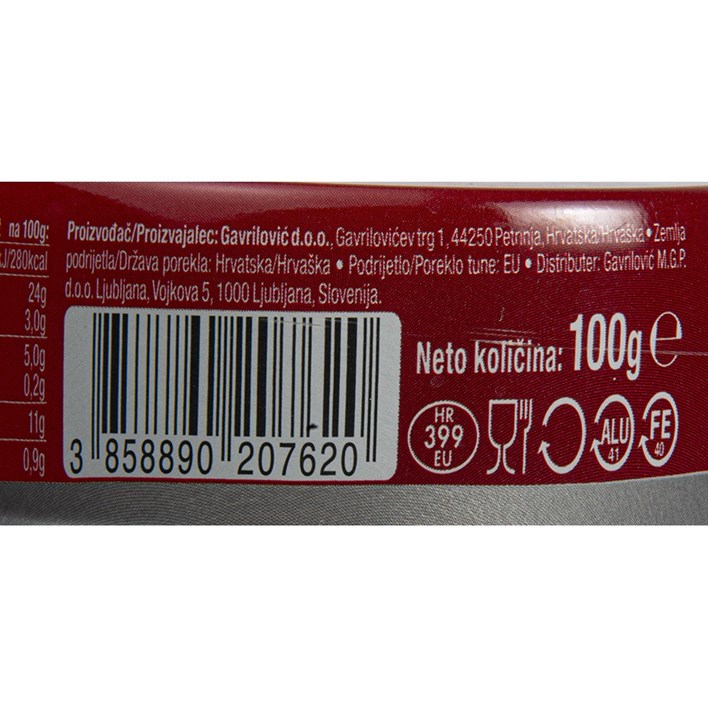 na 100g:
J/280kcal
24g
3,0g
5,0g
0,2g
11g
0,9g
Proizvođač/Proizvajalec: Gavrilović d.o.o., Gavrilovićev trg 1, 44250 Petrinja, Hrvatska/Hrvaška • Zemlja
podrijetla/Država porekla: Hrvatska/Hrvaška • Podrijetlo/Poreklo tune: EU • Distributer: Gavrilović M.G.P.
d.o.o. Ljubljana, Vojkova 5, 1000 Ljubljana, Slovenija.
3 858890 207620
Neto količina: 100g ℮
HR
399
EU
ALU
41
FE
40